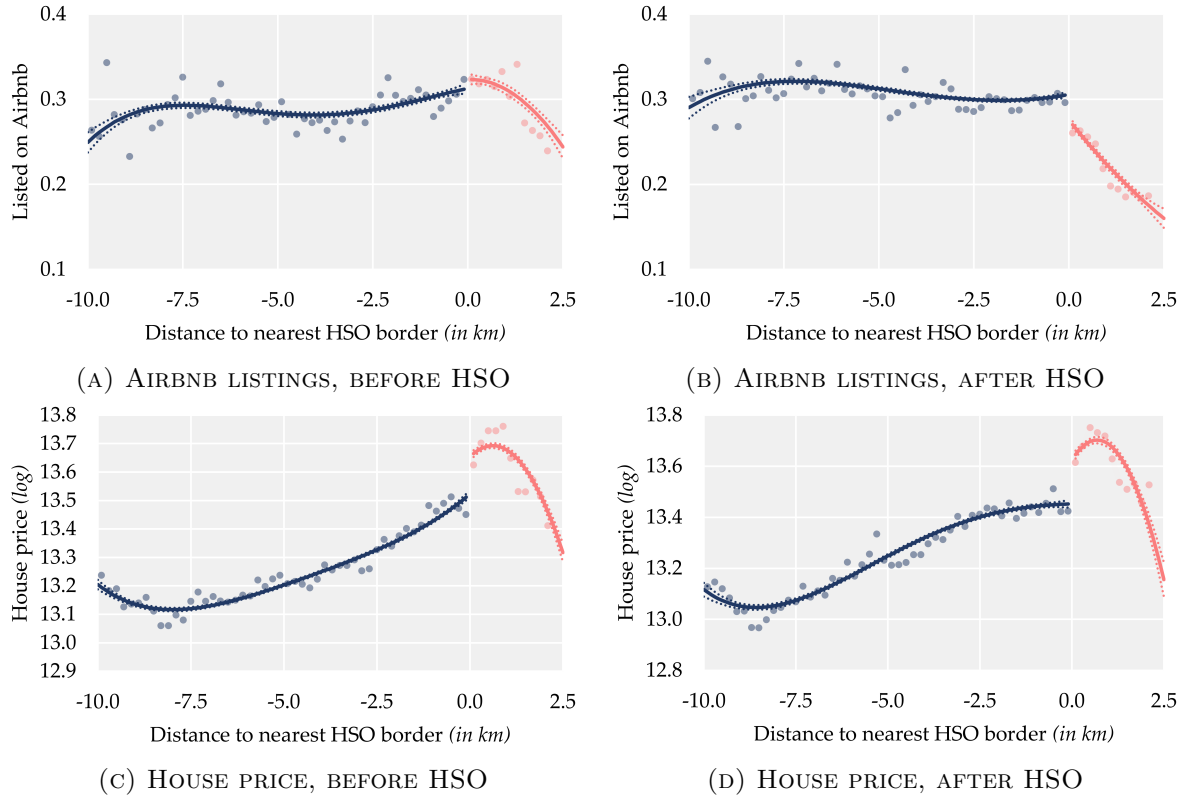 0.4
0.3
0.2
0.1
Listed on Airbnb
-10.0 -7.5 -5.0 -2.5 0.0 2.5
Distance to nearest HSO border (in km)
(A) AIRBNB LISTINGS, BEFORE HSO
0.4
0.3
0.2
0.1
Listed on Airbnb
-10.0 -7.5 -5.0 -2.5 0.0 2.5
Distance to nearest HSO border (in km)
(B) AIRBNB LISTINGS, AFTER HSO
13.8
13.7
13.6
13.5
13.4
13.3
13.2
13.1
13.0
12.9
House price (log)
-10.0 -7.5 -5.0 -2.5 0.0 2.5
Distance to nearest HSO border (in km)
(C) HOUSE PRICE, BEFORE HSO
13.8
13.6
13.4
13.2
13.0
12.8
House price (log)
-10.0 -7.5 -5.0 -2.5 0.0 2.5
Distance to nearest HSO border (in km)
(D) HOUSE PRICE, AFTER HSO